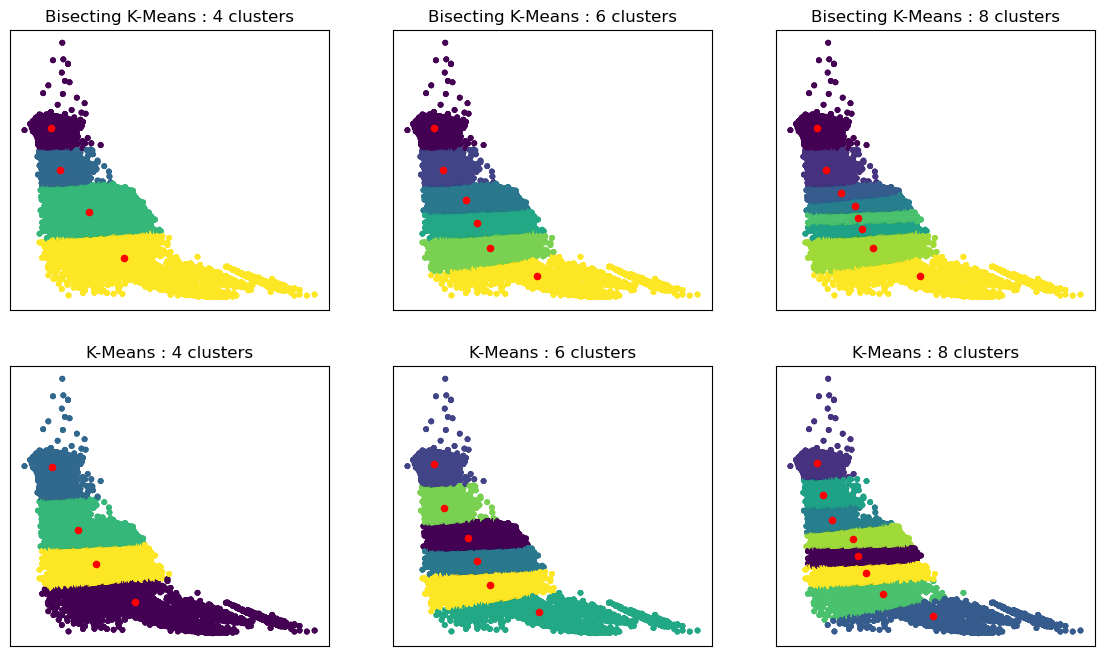 Bisecting K-Means : 4 clusters
Bisecting K-Means : 6 clusters
Bisecting K-Means : 8 clusters
K-Means : 4 clusters
K-Means : 6 clusters
K-Means : 8 clusters